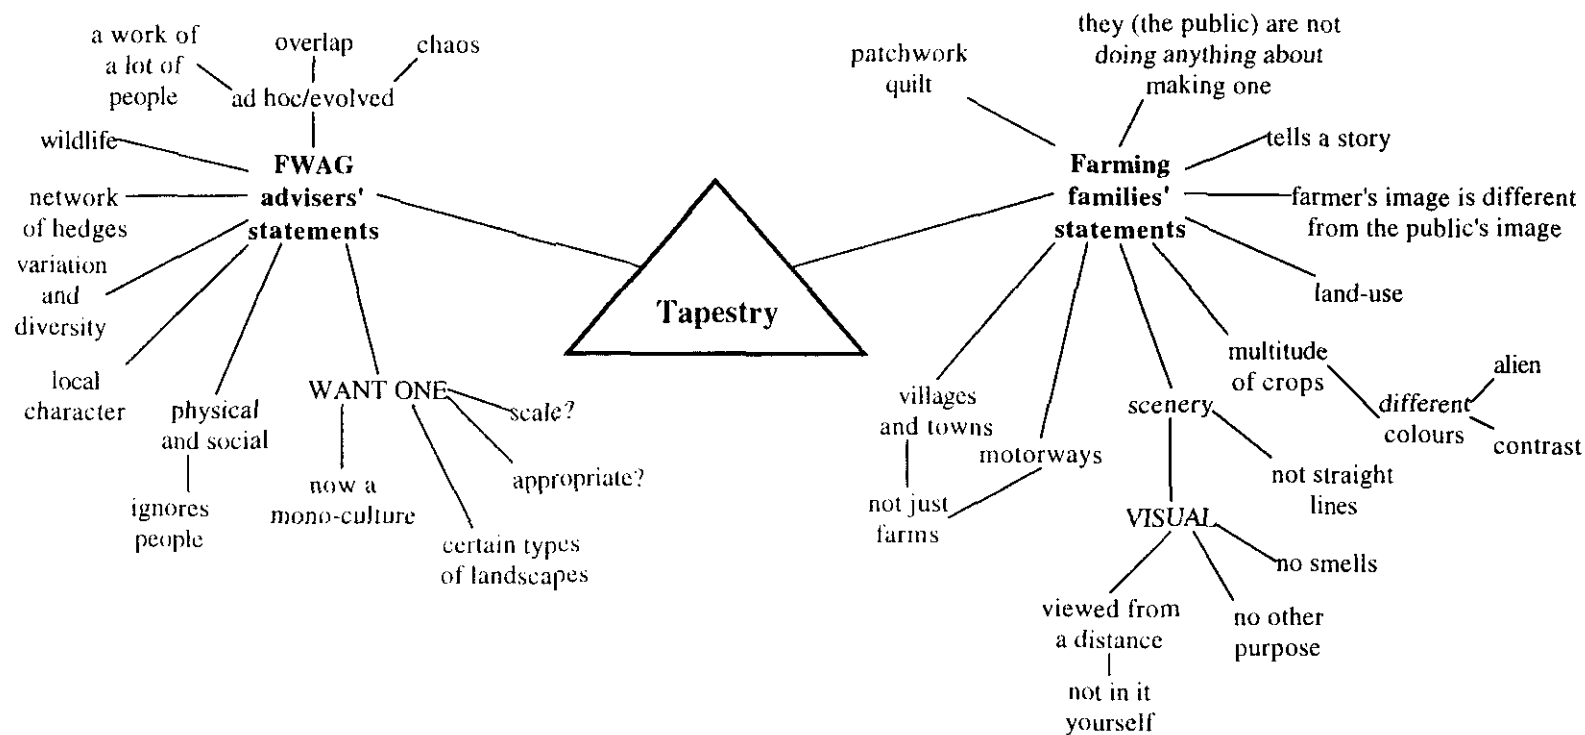 a work of
a lot of
people
overlap
chaos
ad hoc/evolved
wildlife
FWAG
advisers'
statements
network
of hedges
variation
and
diversity
local
character
physical
and social
ignores
people
WANT ONE
scale?
appropriate?
now a
mono-culture
certain types
of landscapes
Tapestry
patchwork
quilt
they (the public) are not
doing anything about
making one
Farming
families'
statements
tells a story
farmer's image is different
from the public's image
land-use
multitude
of crops
different
colours
alien
contrast
villages
and towns
motorways
not just
farms
scenery
not straight
lines
VISUAL
no smells
no other
purpose
viewed from
a distance
not in it
yourself